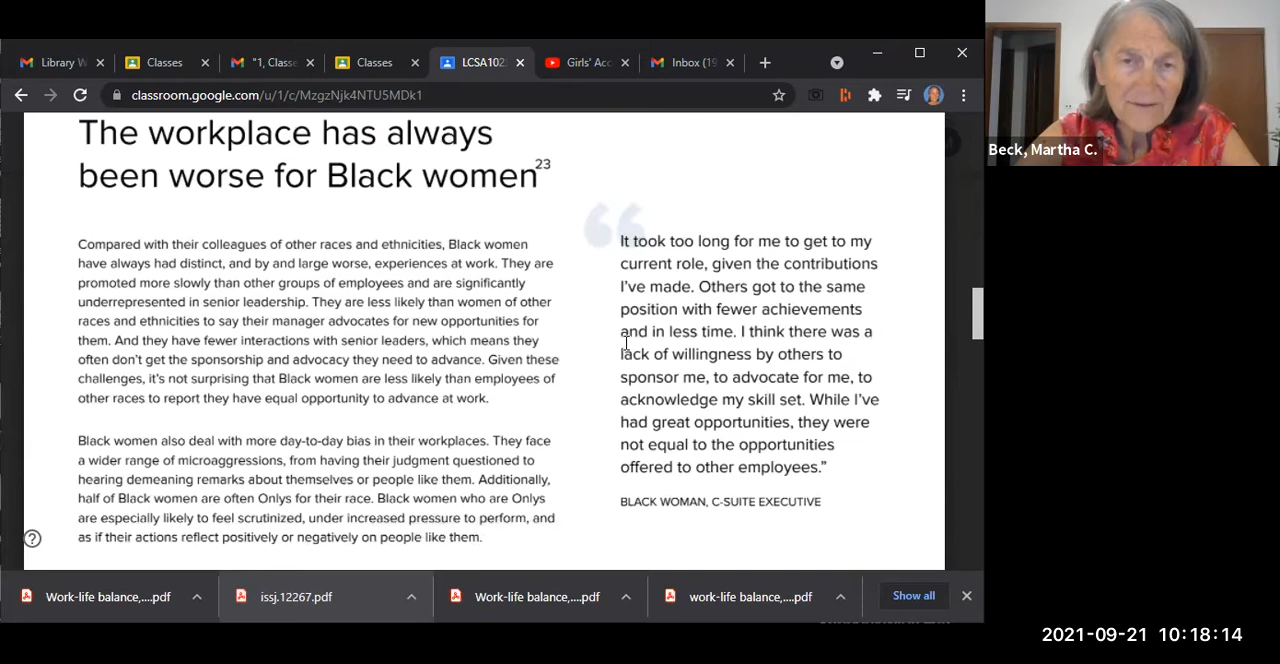 Library W
Classes
"1, Classe
Classes
LCSA102
Girls' Acc
Inbox (19
classroom.google.com/u/1/c/MzgzNjk4NTU5MDk1
Beck, Martha C.
The workplace has always
been worse for Black women23
Compared with their colleagues of other races and ethnicities, Black women
have always had distinct, and by and large worse, experiences at work. They are
promoted more slowly than other groups of employees and are significantly
underrepresented in senior leadership. They are less likely than women of other
races and ethnicities to say their manager advocates for new opportunities for
them. And they have fewer interactions with senior leaders, which means they
often don't get the sponsorship and advocacy they need to advance. Given these
challenges, it's not surprising that Black women are less likely than employees of
other races to report they have equal opportunity to advance at work.
Black women also deal with more day-to-day bias in their workplaces. They face
a wider range of microaggressions, from having their judgment questioned to
hearing demeaning remarks about themselves or people like them. Additionally,
half of Black women are often Onlys for their race. Black women who are Onlys
are especially likely to feel scrutinized, under increased pressure to perform, and
as if their actions reflect positively or negatively on people like them.
“
It took too long for me to get to my
current role, given the contributions
I've made. Others got to the same
position with fewer achievements
and in less time. I think there was a
lack of willingness by others to
sponsor me, to advocate for me, to
acknowledge my skill set. While I've
had great opportunities, they were
not equal to the opportunities
offered to other employees.”
BLACK WOMAN, C-SUITE EXECUTIVE
Work-life balance,....pdf
issj.12267.pdf
Work-life balance,....pdf
work-life balance,....pdf
Show all
2021-09-21 10:18:14